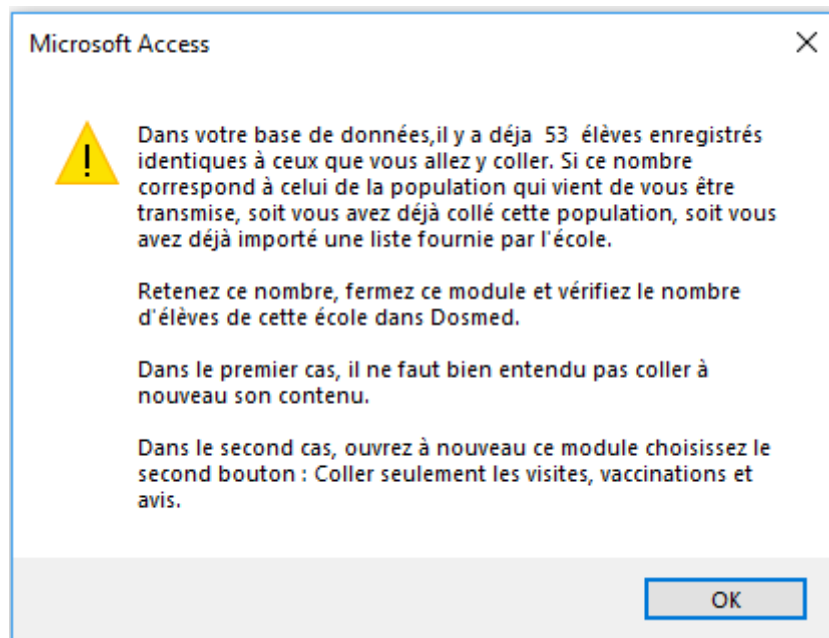 Microsoft Access
Dans votre base de données,il y a déja 53 élèves enregistrés
identiques à ceux que vous allez y coller. Si ce nombre
correspond à celui de la population qui vient de vous être
transmise, soit vous avez déjà collé cette population, soit vous
avez déjà importé une liste fournie par l'école.
Retenez ce nombre, fermez ce module et vérifiez le nombre
d'élèves de cette école dans Dosmed.
Dans le premier cas, il ne faut bien entendu pas coller à
nouveau son contenu.
Dans le second cas, ouvrez à nouveau ce module choisissez le
second bouton : Coller seulement les visites, vaccinations et
avis.
OK